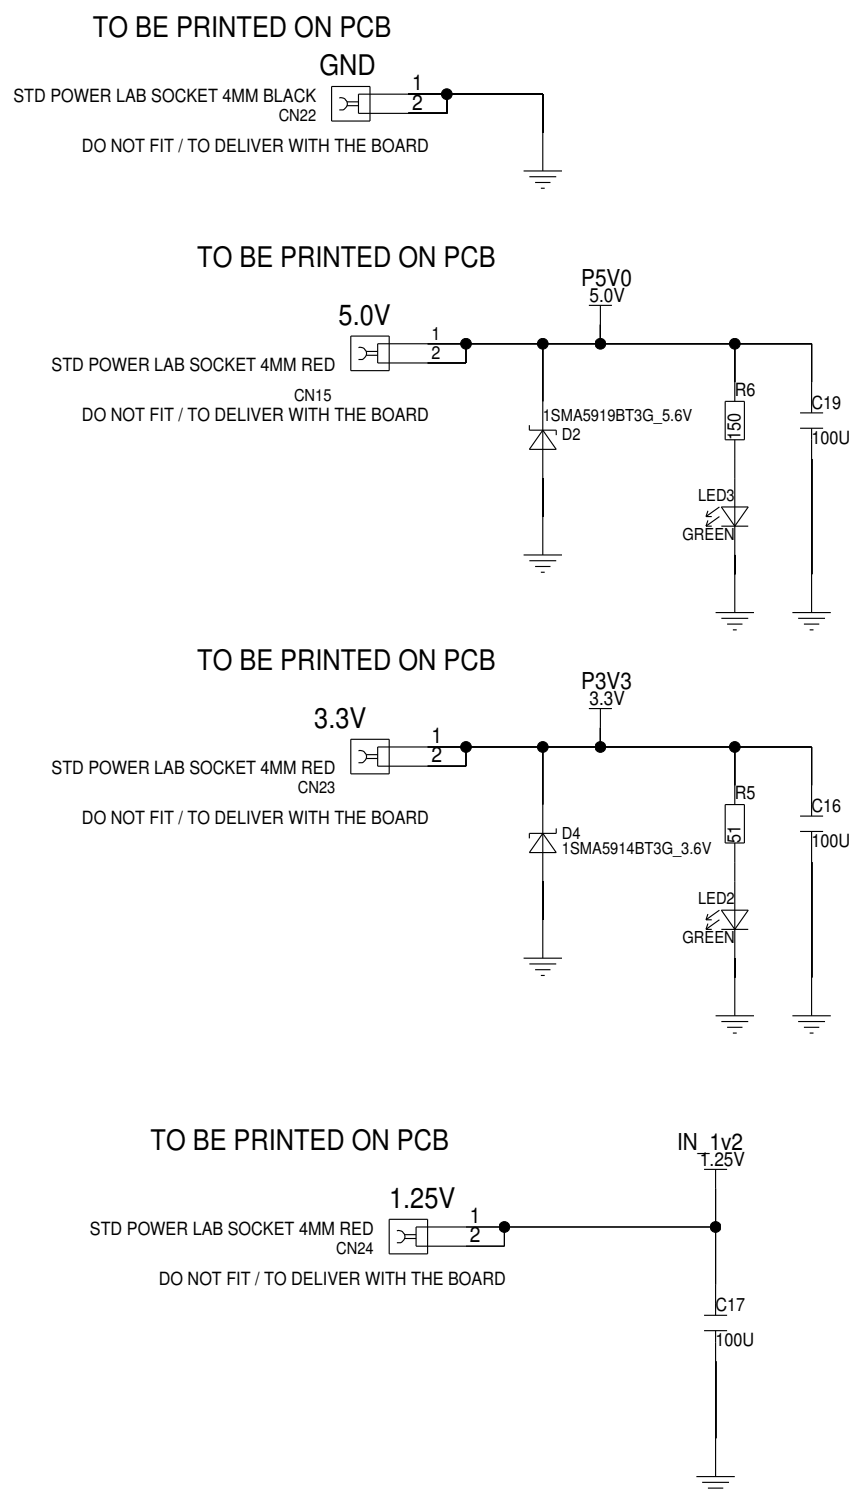 TO BE PRINTED ON PCB
GND
STD POWER LAB SOCKET 4MM BLACK
CN22
1
2
DO NOT FIT / TO DELIVER WITH THE BOARD
TO BE PRINTED ON PCB
P5V0
5.0V
5.0V
1
2
STD POWER LAB SOCKET 4MM RED
CN15
DO NOT FIT / TO DELIVER WITH THE BOARD
1SMA5919BT3G_5.6V
D2
R6
150
C19
100U
LED3
GREEN
TO BE PRINTED ON PCB
P3V3
3.3V
3.3V
1
2
STD POWER LAB SOCKET 4MM RED
CN23
DO NOT FIT / TO DELIVER WITH THE BOARD
D4
1SMA5914BT3G_3.6V
R5
51
C16
100U
LED2
GREEN
TO BE PRINTED ON PCB
IN_1v2
1.25V
1.25V
1
2
STD POWER LAB SOCKET 4MM RED
CN24
DO NOT FIT / TO DELIVER WITH THE BOARD
C17
100U